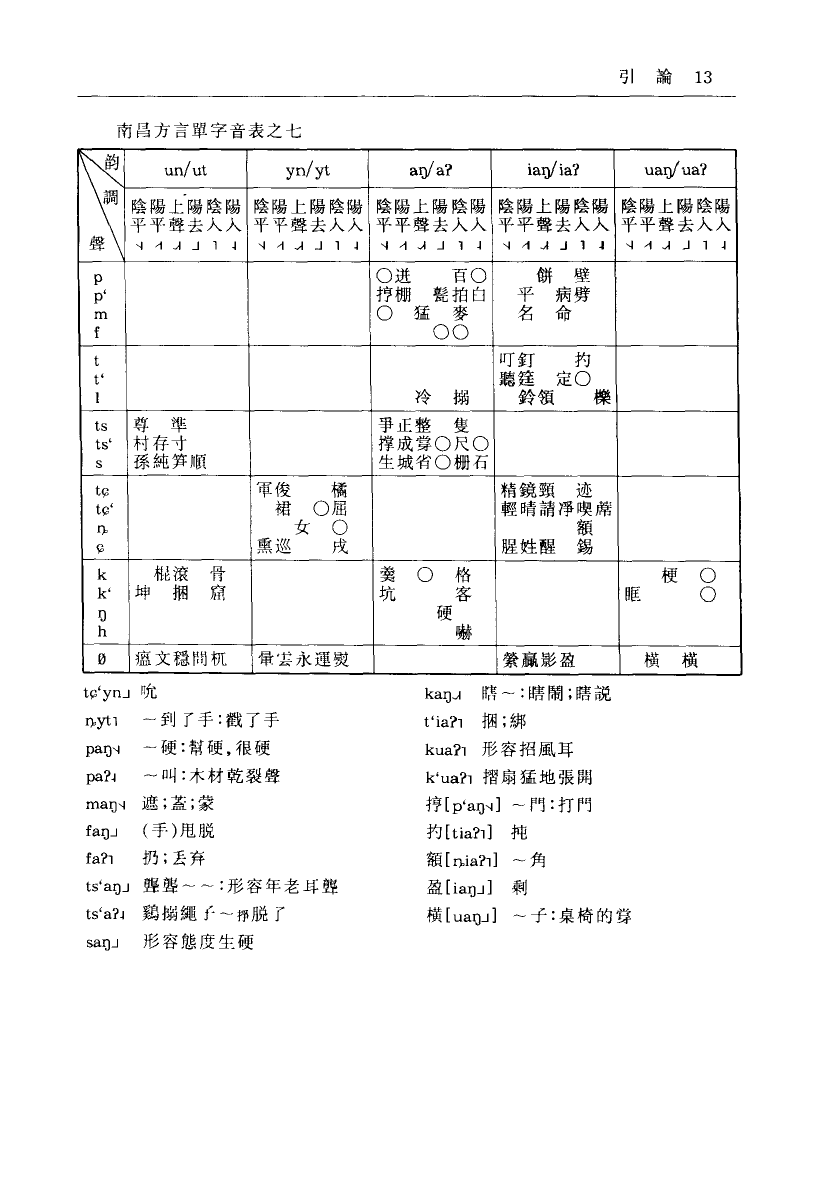 引 論 13
南昌方言單字音表之七
韵 調 聲 un/ut yn/yt aŋ/aʔ iaŋ/iaʔ uaŋ/uaʔ
陰陽上陽陰陽 陰陽上陽陰陽 陰陽上陽陰陽 陰陽上陽陰陽 陰陽上陽陰陽
平平聲去入入 平平聲去入入 平平聲去入入 平平聲去入入 平平聲去入入
p ○迸 百○ 餅 壁
p‘ 揨棚 甏拍白 平 病劈
m ○ 猛 麥 名 命
f ○○
t 叮釘 扚
t‘ 聽筳 定○
l 冷 搦 鈴領 櫟
ts 尊 準 爭正整 隻
ts‘ 村存寸 撑成䠀○尺○
s 孫純笋順 生城省○栅石
tɕ 軍俊 橘 精鏡頸 迹
tɕ‘ 裙 ○屈 輕晴請凈喫蓆
ȵ 女 ○ 額
ɕ 熏巡 戌 腥姓醒 錫
k 棍滚 骨 羹 ○ 格 梗 ○
k‘ 坤 捆 窟 坑 客 眶 ○
ŋ 硬
h 嚇
ø 瘟文穩問杌 暈雲永運熨 縈贏影盈 横 横
tɕ‘yn˩ 吮
ȵyt˥ ～到了手:戳了手
paŋ ～硬:幫硬,很硬
paʔ ～叫:木材乾裂聲
maŋ 遮;蓋;蒙
faŋ˩ (手)甩脱
faʔ˥ 扔;丢弃
ts‘aŋ˩ 聾聾～～:形容年老耳聾
ts‘aʔ 鷄搦繩子～掙脱了
saŋ˩ 形容態度生硬
kaŋ 瞎～:瞎鬧;瞎説
t‘iaʔ˥ 捆;綁
kuaʔ˥ 形容招風耳
k‘uaʔ˥ 摺扇猛地張開
揨[p‘aŋ] ～門:打門
扚[tiaʔ˥] 扽
額[ȵiaʔ˥] ～角
盈[iaŋ˩] 剩
横[uaŋ˩] ～子:桌椅的